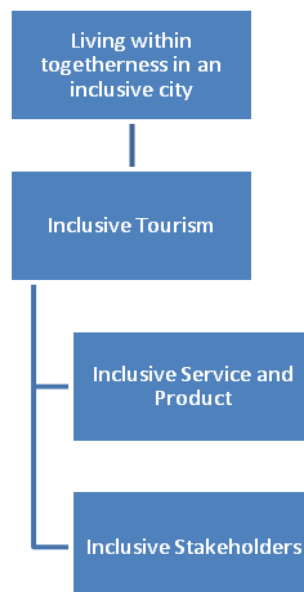 Living within
togetherness in an
inclusive city
Inclusive Tourism
Inclusive Service and
Product
Inclusive Stakeholders